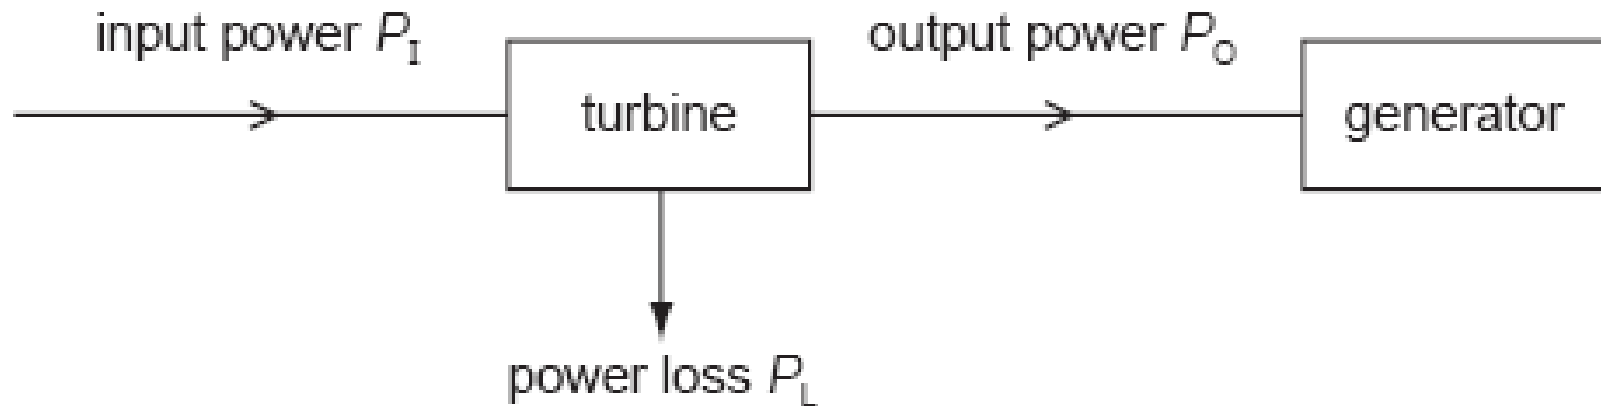 input power P_I
output power P_O
turbine
generator
power loss P_L